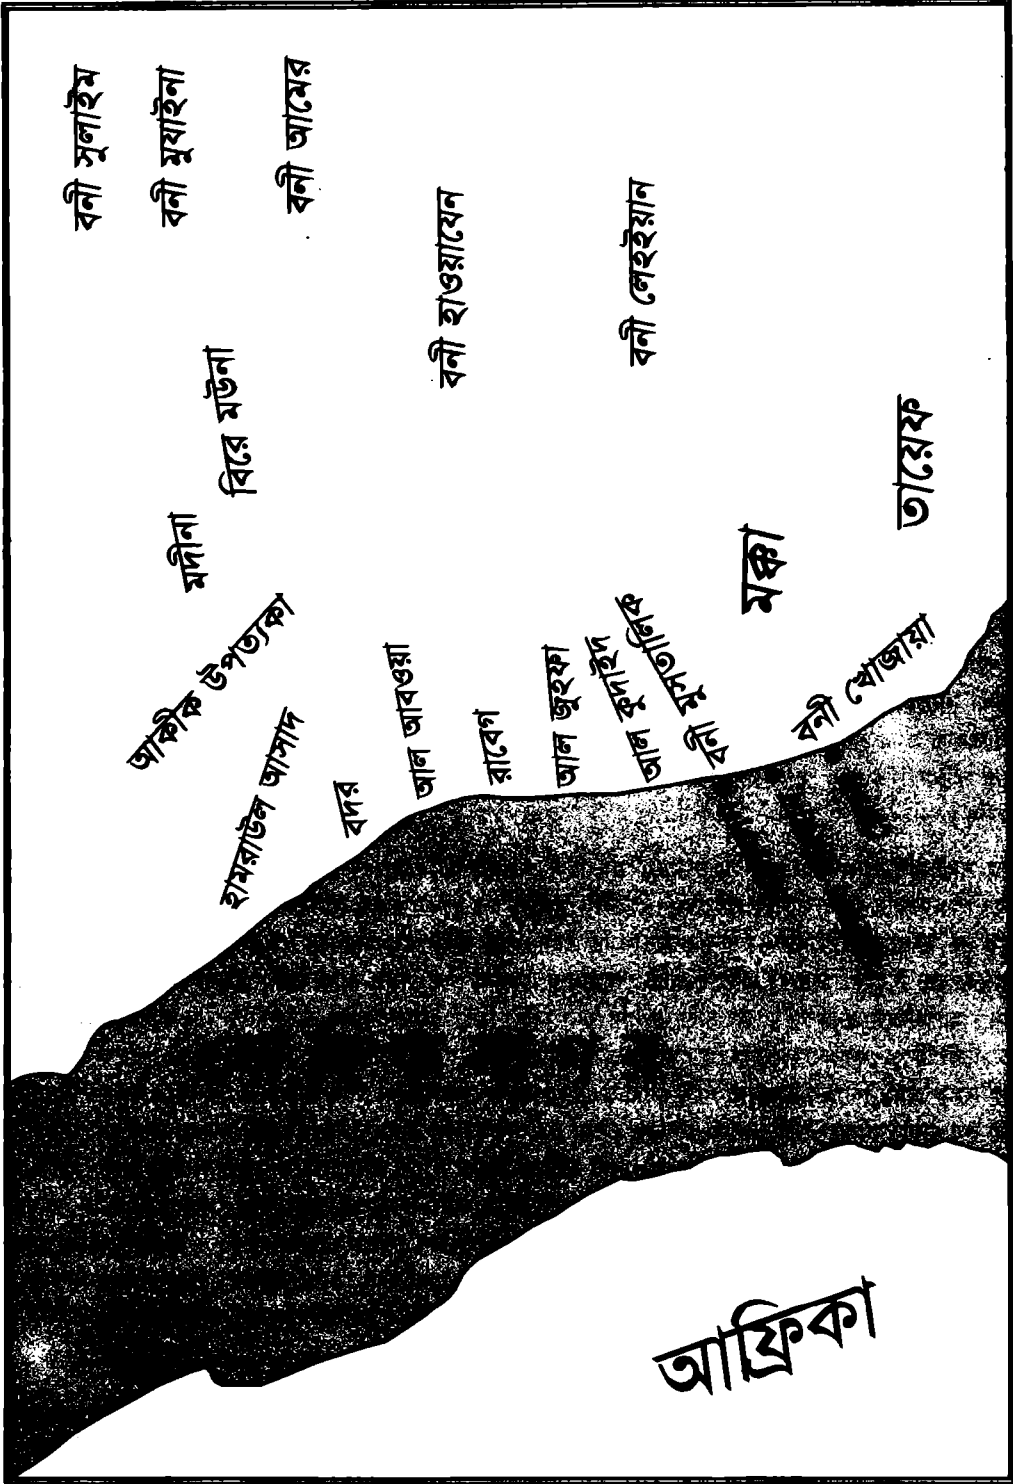 বনী সুলাইম
বনী মুযাইনা
বনী আমের
বনী হাওয়াযেন
বনী লেহইয়ান
বিরে মউনা
মদীনা
তায়েফ
মক্কা
আকীক উপত্যকা
হামরাউল আসাদ
বদর
আল আবওয়া
রাবেগ
আল জুহফা
আল কুদাইদ
বনী মুসতালিক
বনী খোজায়া
আফ্রিকা